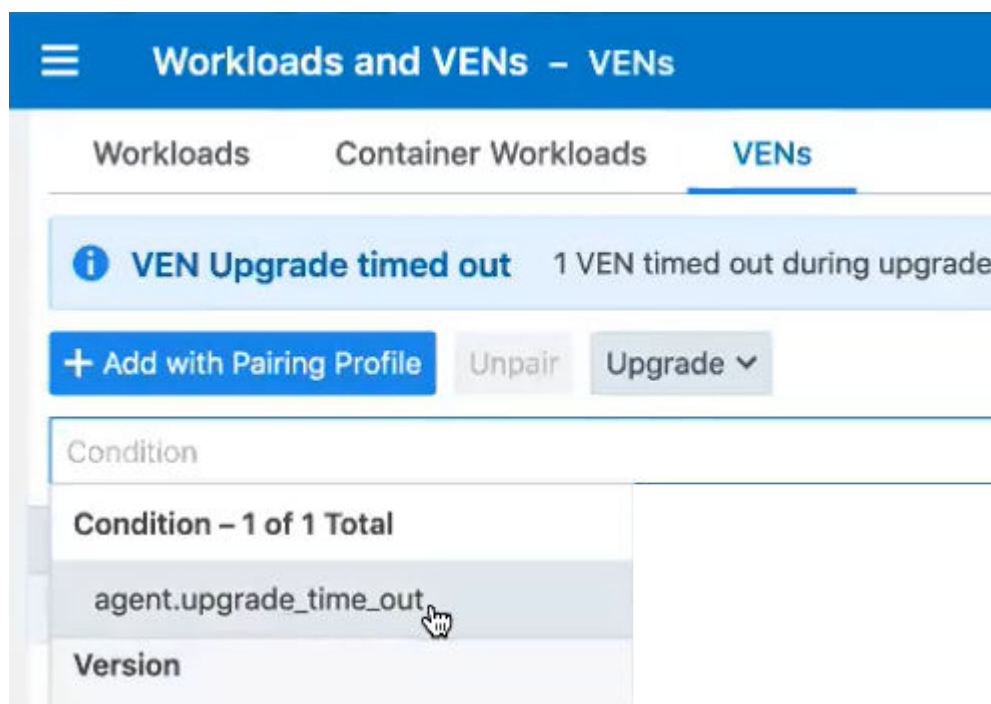 Workloads and VENs – VENs
Workloads Container Workloads VENs
VEN Upgrade timed out 1 VEN timed out during upgrade
+ Add with Pairing Profile Unpair Upgrade
Condition
Condition – 1 of 1 Total
agent.upgrade_time_out
Version